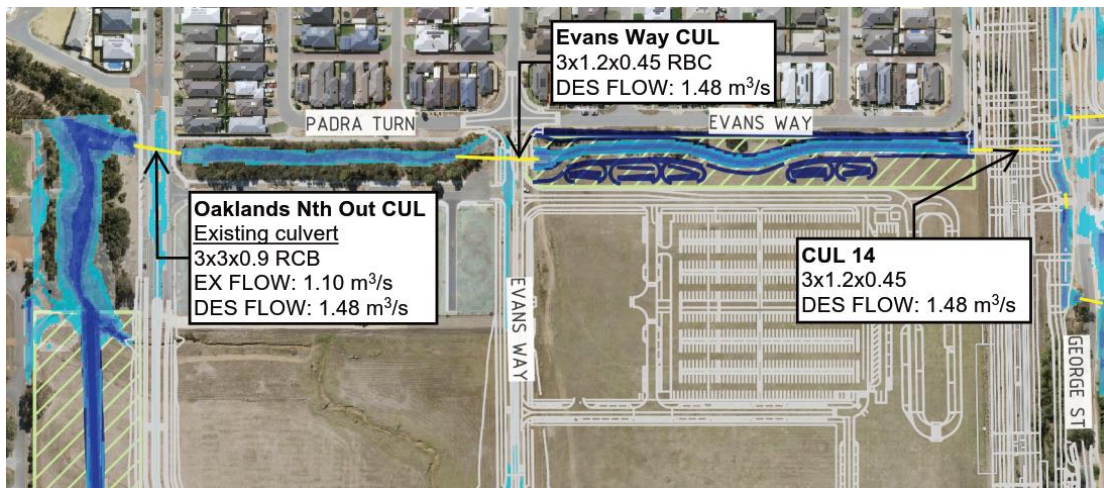 Evans Way CUL
3x1.2x0.45 RBC
DES FLOW: 1.48 m³/s
PADRA TURN
EVANS WAY
Oaklands Nth Out CUL
Existing culvert
3x3x0.9 RCB
EX FLOW: 1.10 m³/s
DES FLOW: 1.48 m³/s
CUL 14
3x1.2x0.45
DES FLOW: 1.48 m³/s
EVANS WAY
GEORGE ST